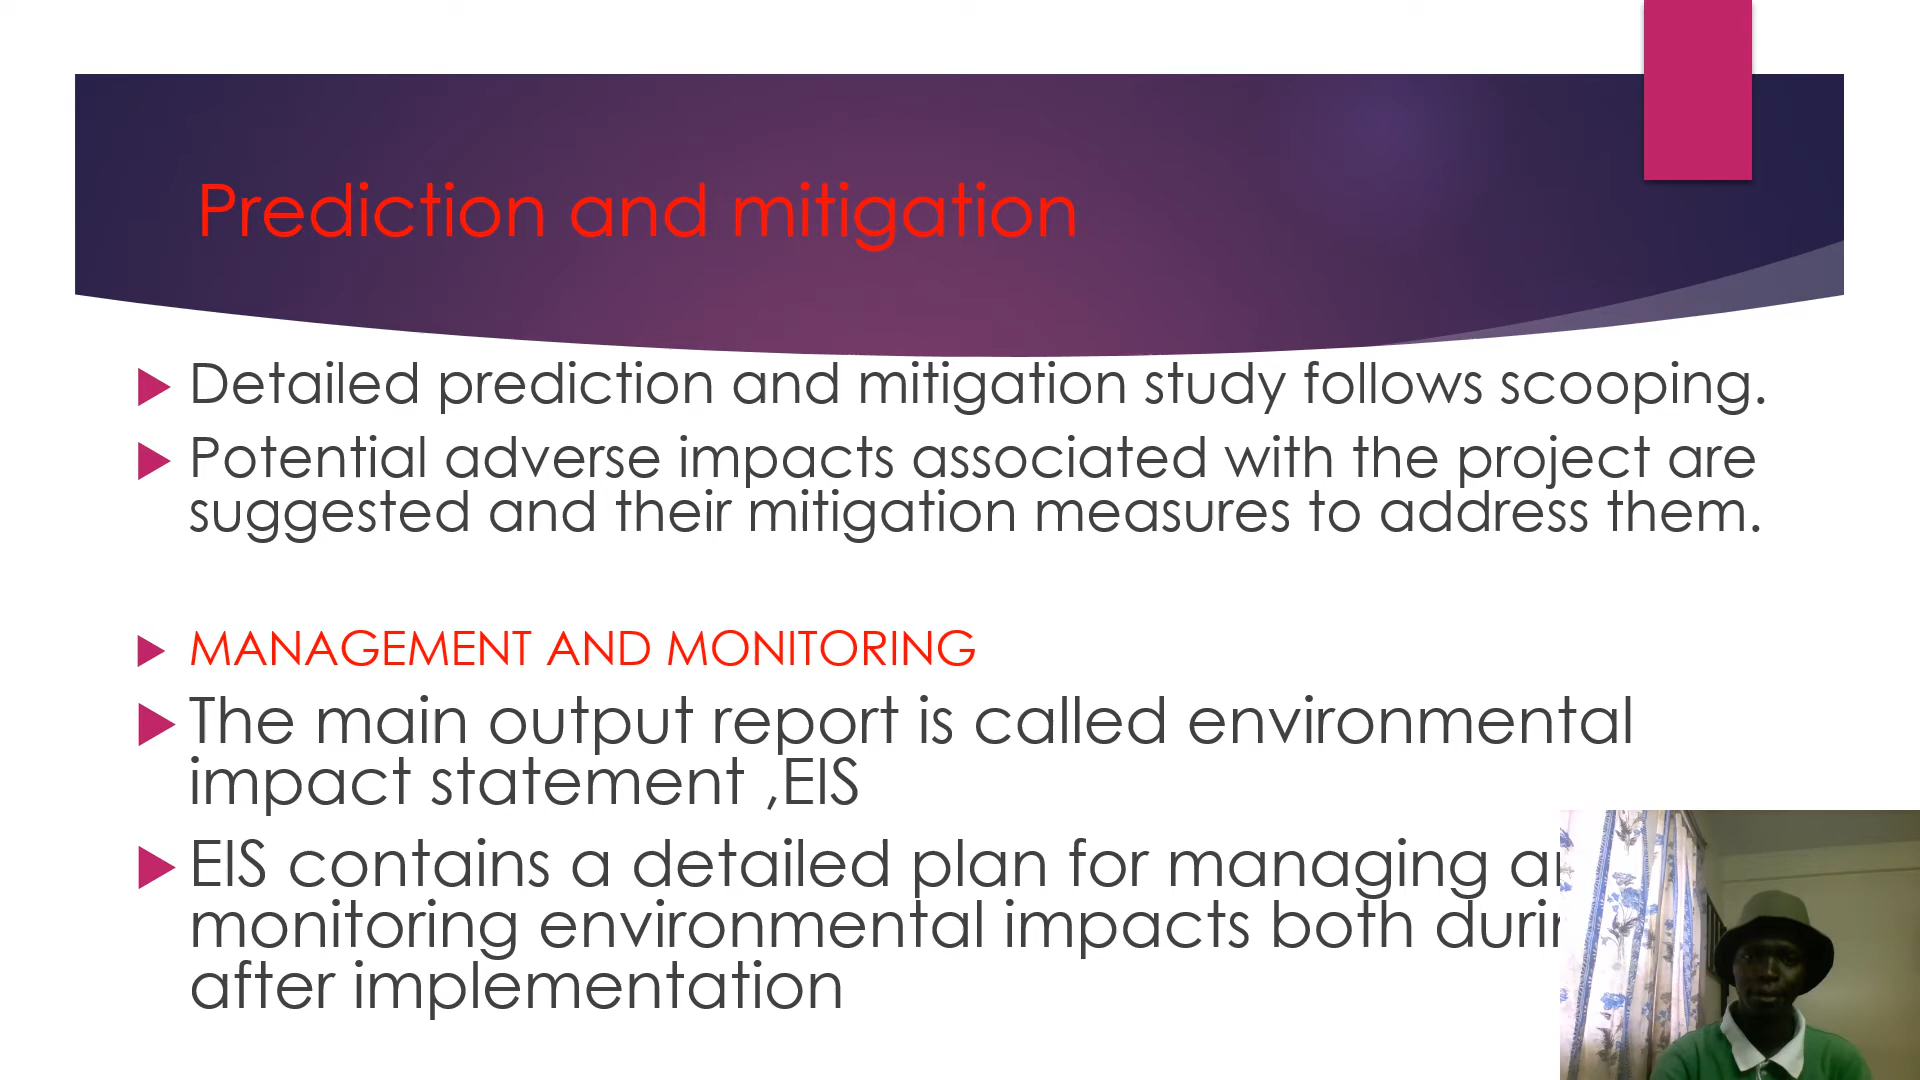 Prediction and mitigation
Detailed prediction and mitigation study follows scooping.
Potential adverse impacts associated with the project are
suggested and their mitigation measures to address them.
MANAGEMENT AND MONITORING
The main output report is called environmental
impact statement ,EIS
EIS contains a detailed plan for managing
monitoring environmental impacts both
after implementation